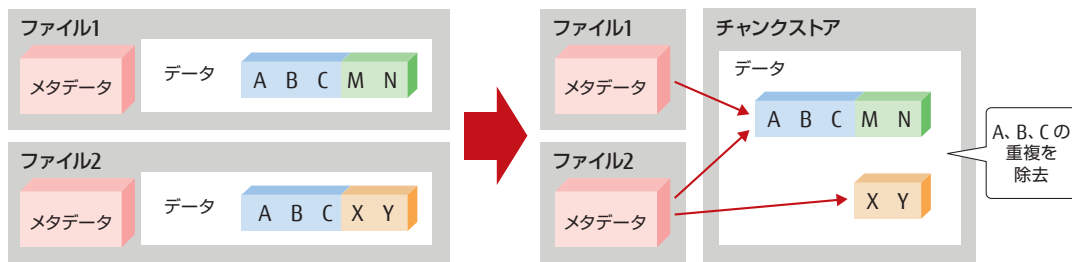 ファイル1
メタデータ
データ
A B C M N
ファイル2
メタデータ
データ
A B C X Y
ファイル1
メタデータ
ファイル2
メタデータ
チャンクストア
データ
A B C M N
X Y
A、B、Cの
重複を
除去